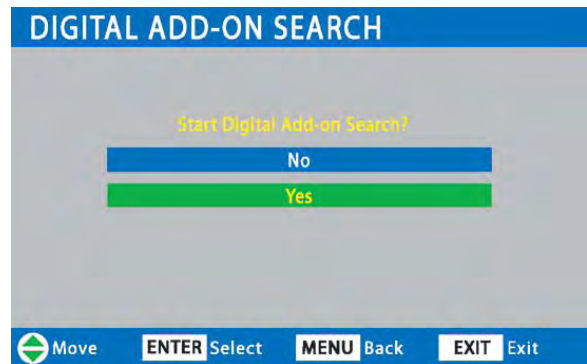 DIGITAL ADD-ON SEARCH
Start Digital Add-on Search?
No
Yes
Move ENTER Select MENU Back EXIT Exit